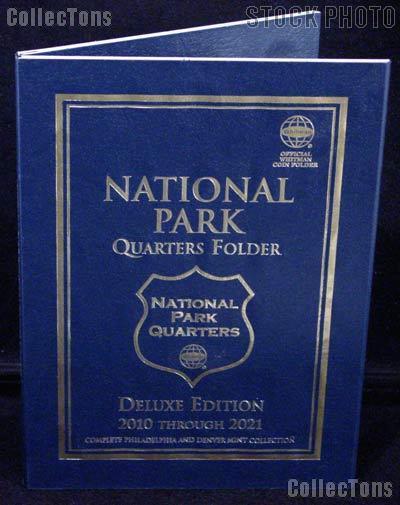 CollecTons
STOCK PHOTO
Whitman
OFFICIAL
WHITMAN
COIN FOLDER
NATIONAL
PARK
QUARTERS FOLDER
NATIONAL
PARK
QUARTERS
DELUXE EDITION
2010 THROUGH 2021
COMPLETE PHILADELPHIA AND DENVER MINT COLLECTION
CollecTons